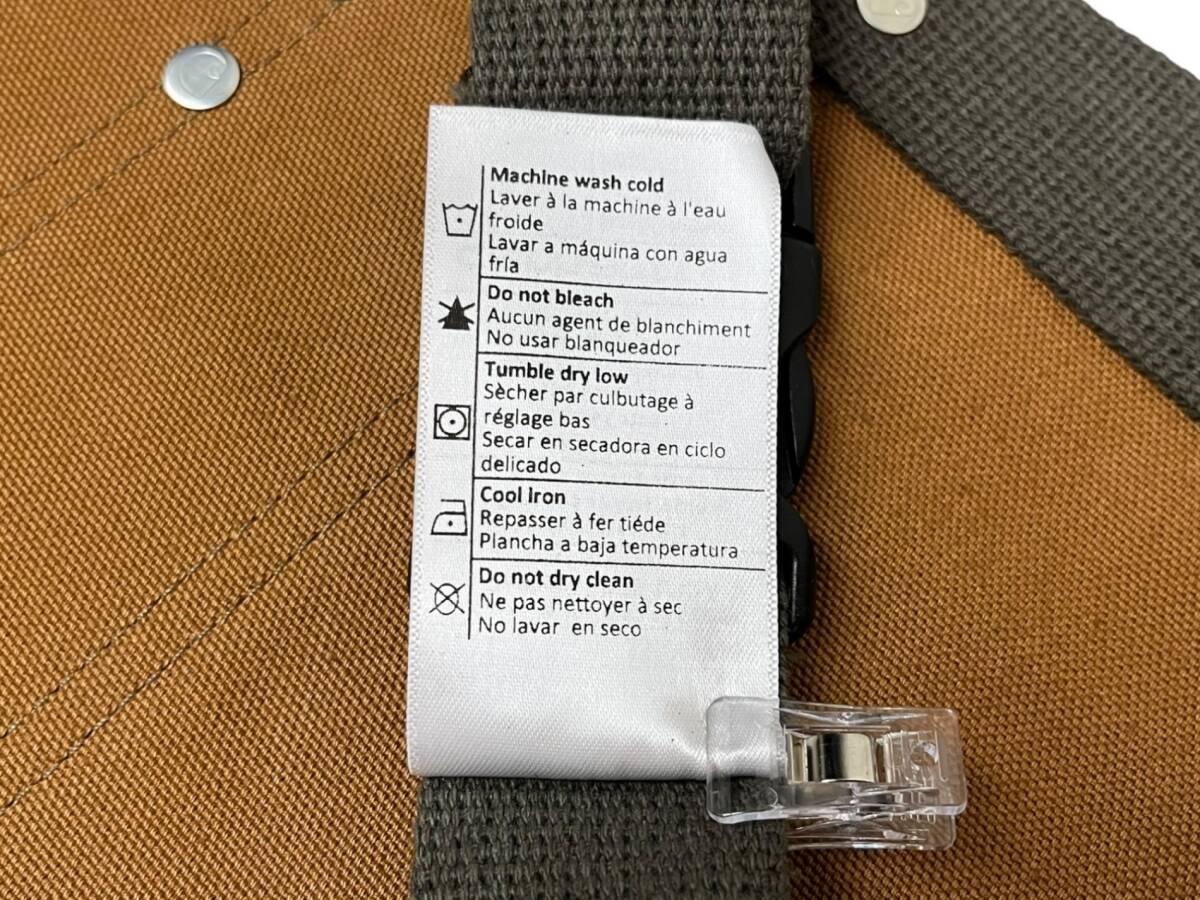 Machine wash cold
Laver à la machine à l'eau
froide
Lavar a máquina con agua
fría
Do not bleach
Aucun agent de blanchiment
No usar blanqueador
Tumble dry low
Sècher par culbutage à
réglage bas
Secar en secadora en ciclo
delicado
Cool Iron
Repasser à fer tiéde
Plancha a baja temperatura
Do not dry clean
Ne pas nettoyer à sec
No lavar en seco